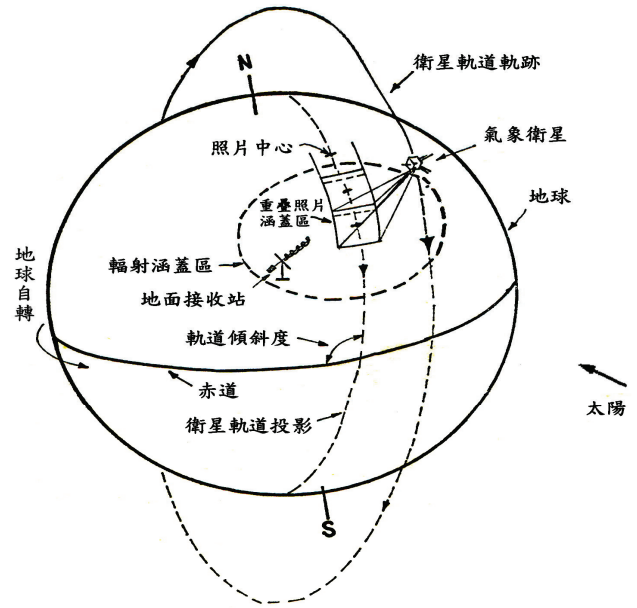 N
衛星軌道軌跡
照片中心
氣象衛星
重疊照片
涵蓋區
地球
地球自轉
輻射涵蓋區
地面接收站
軌道傾斜度
赤道
太陽
衛星軌道投影
S